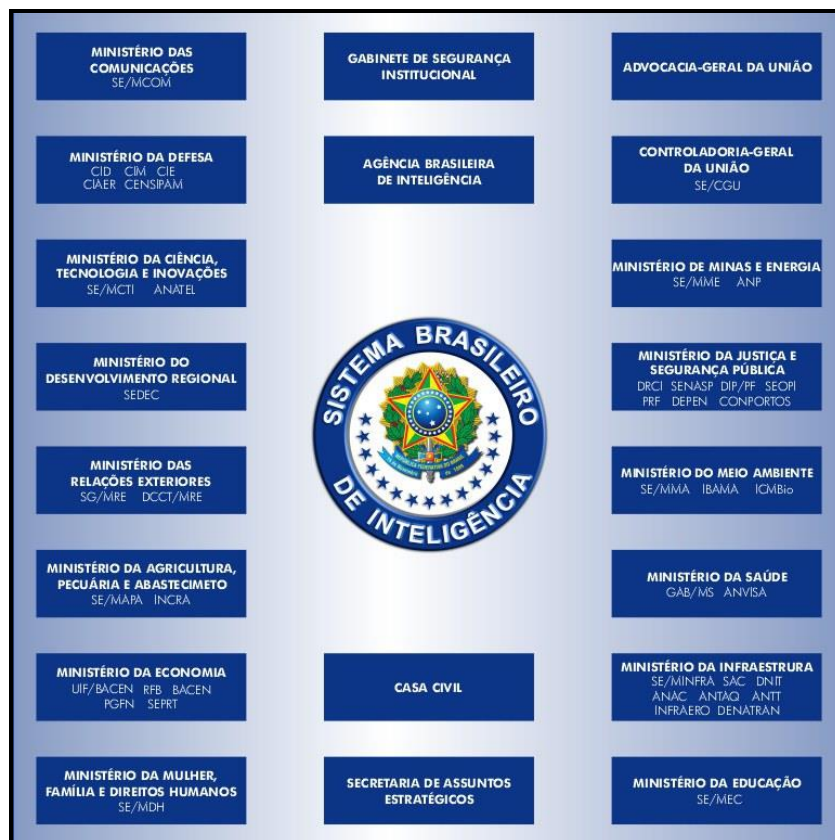 MINISTÉRIO DAS
COMUNICAÇÕES
SE/MCOM
GABINETE DE SEGURANÇA
INSTITUCIONAL
ADVOCACIA-GERAL DA UNIÃO
MINISTÉRIO DA DEFESA
CID CIM CIE
CIAER CENSIPAM
AGÊNCIA BRASILEIRA
DE INTELIGÊNCIA
CONTROLADORIA-GERAL
DA UNIÃO
SE/CGU
MINISTÉRIO DA CIÊNCIA,
TECNOLOGIA E INOVAÇÕES
SE/MCTI ANATEL
MINISTÉRIO DE MINAS E ENERGIA
SE/MME ANP
MINISTÉRIO DO
DESENVOLVIMENTO REGIONAL
SEDEC
SISTEMA BRASILEIRO
DE INTELIGÊNCIA
MINISTÉRIO DA JUSTIÇA E
SEGURANÇA PÚBLICA
DRCI SENASP DIP/PF SEOPI
PRF DEPEN CONPORTOS
MINISTÉRIO DAS
RELAÇÕES EXTERIORES
SG/MRE DCCT/MRE
MINISTÉRIO DO MEIO AMBIENTE
SE/MMA IBAMA ICMBio
MINISTÉRIO DA AGRICULTURA,
PECUÁRIA E ABASTECIMETO
SE/MAPA INCRA
MINISTÉRIO DA SAÚDE
GAB/MS ANVISA
MINISTÉRIO DA ECONOMIA
UIF/BACEN RFB BACEN
PGFN SEPRT
CASA CIVIL
MINISTÉRIO DA INFRAESTRURA
SE/MINFRA SAC DNIT
ANAC ANTAQ ANTT
INFRAERO DENATRAN
MINISTÉRIO DA MULHER,
FAMÍLIA E DIREITOS HUMANOS
SE/MDH
SECRETARIA DE ASSUNTOS
ESTRATÉGICOS
MINISTÉRIO DA EDUCAÇÃO
SE/MEC